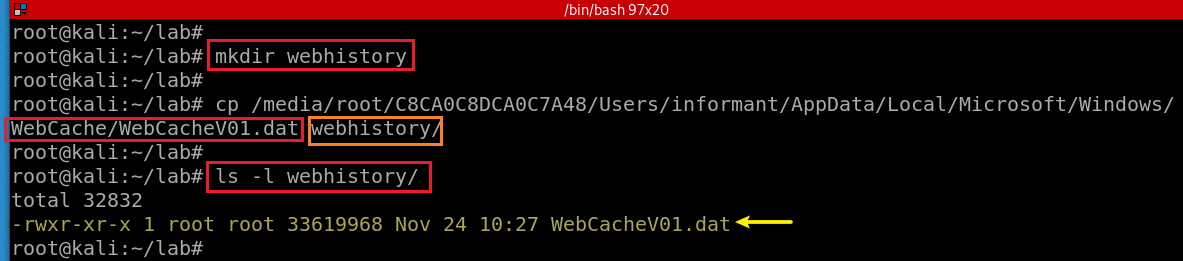 /bin/bash 97x20
root@kali:~/lab#
root@kali:~/lab# mkdir webhistory
root@kali:~/lab#
root@kali:~/lab# cp /media/root/C8CA0C8DCA0C7A48/Users/informant/AppData/Local/Microsoft/Windows/
WebCache/WebCacheV01.dat webhistory/
root@kali:~/lab#
root@kali:~/lab# ls -l webhistory/
total 32832
-rwxr-xr-x 1 root root 33619968 Nov 24 10:27 WebCacheV01.dat
root@kali:~/lab#